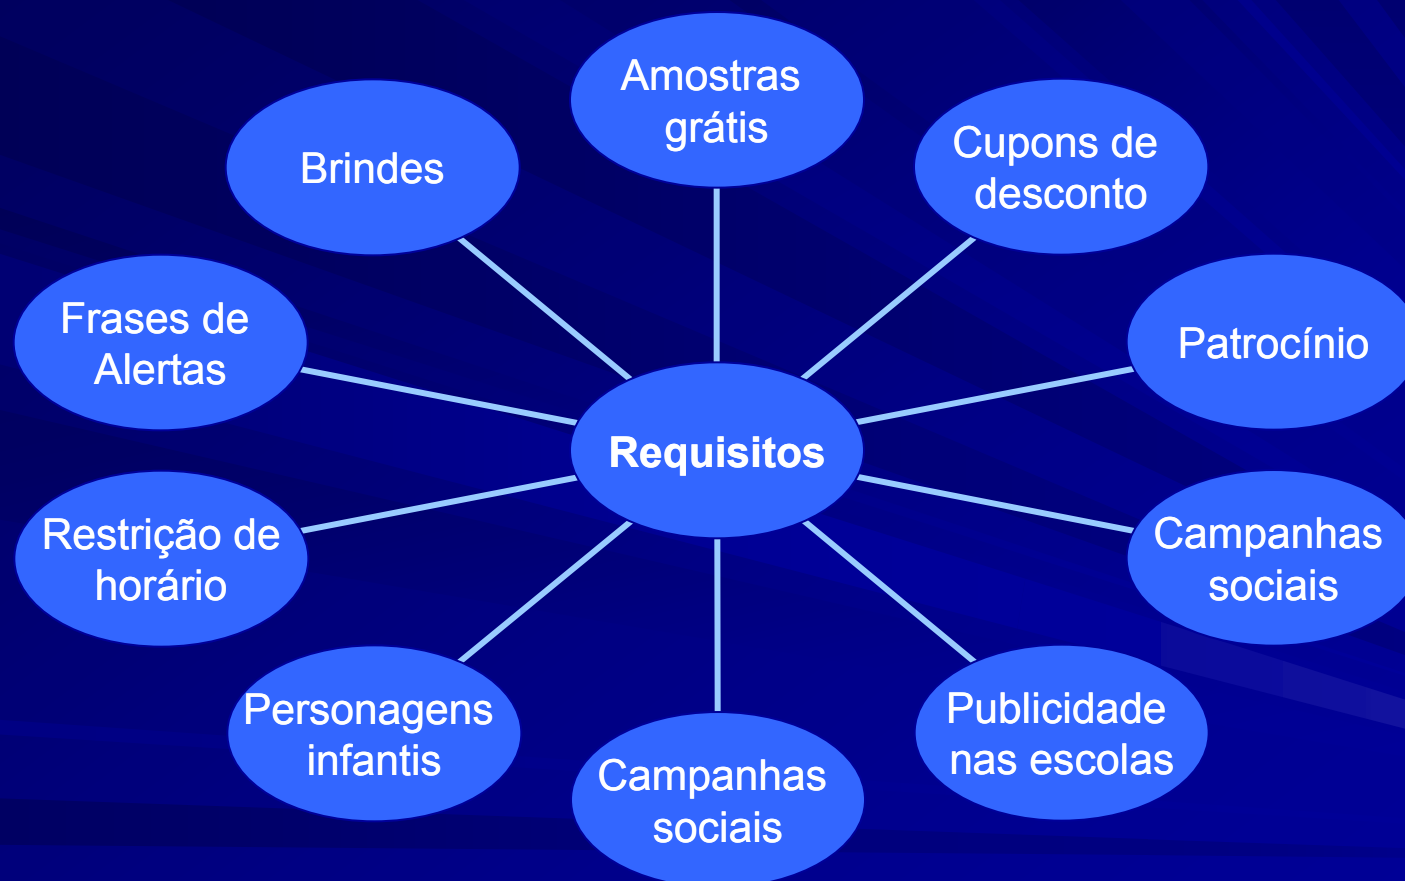 Amostras
grátis
Cupons de
desconto
Patrocínio
Campanhas
sociais
Publicidade
nas escolas
Campanhas
sociais
Personagens
infantis
Restrição de
horário
Frases de
Alertas
Brindes
Requisitos